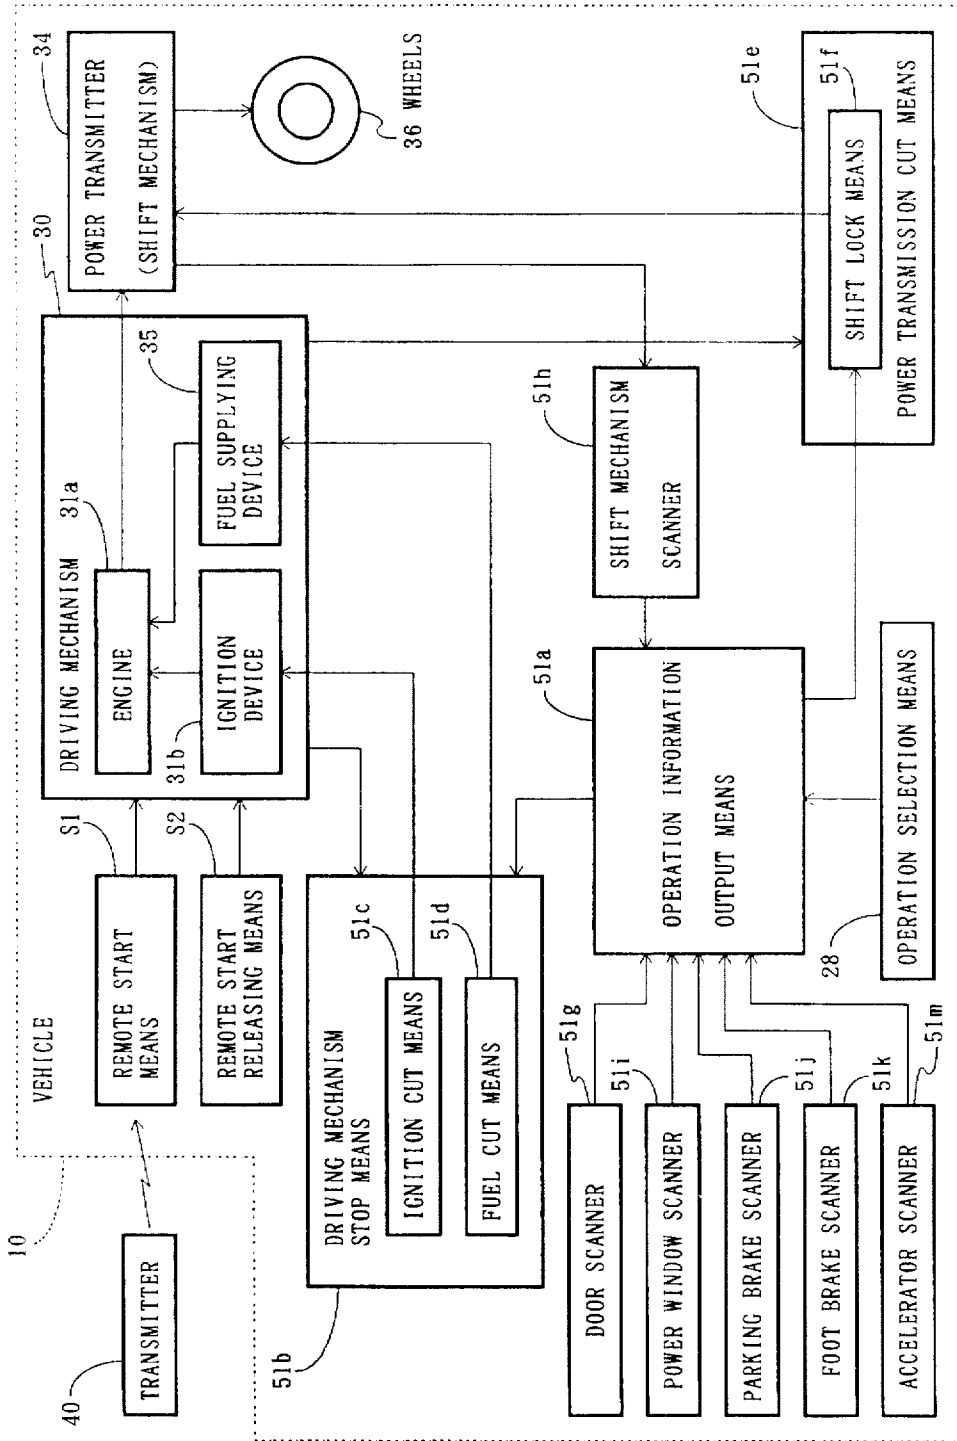 10
VEHICLE
40
TRANSMITTER
S1
REMOTE START
MEANS
S2
REMOTE START
RELEASING MEANS
30
DRIVING MECHANISM
31a
ENGINE
31b
IGNITION
DEVICE
35
FUEL SUPPLYING
DEVICE
34
POWER TRANSMITTER
(SHIFT MECHANISM)
36 WHEELS
51b
DRIVING MECHANISM
STOP MEANS
51c
IGNITION CUT MEANS
51d
FUEL CUT MEANS
51g
DOOR SCANNER
51i
POWER WINDOW SCANNER
51j
PARKING BRAKE SCANNER
51k
FOOT BRAKE SCANNER
51m
ACCELERATOR SCANNER
51a
OPERATION INFORMATION
OUTPUT MEANS
28
OPERATION SELECTION MEANS
51h
SHIFT MECHANISM
SCANNER
51e
51f
SHIFT LOCK MEANS
POWER TRANSMISSION CUT MEANS